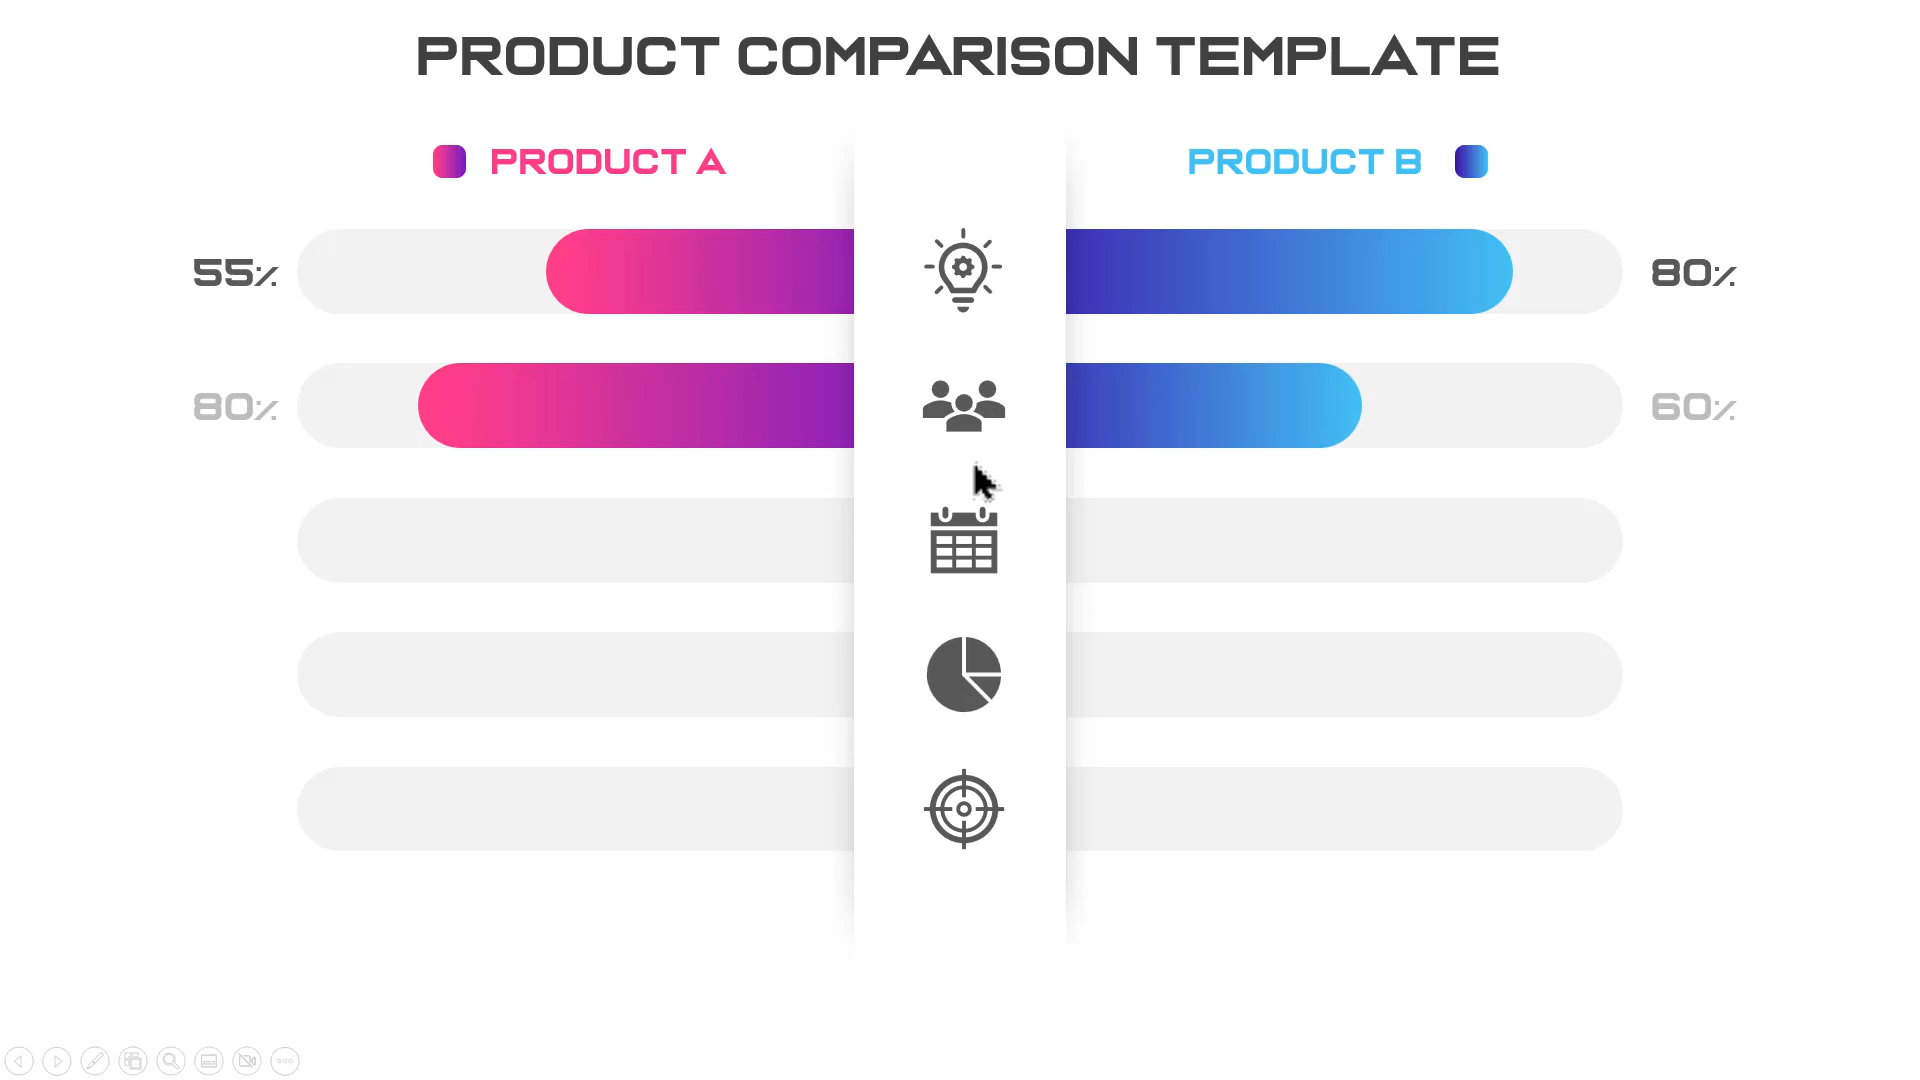 PRODUCT COMPARISON TEMPLATE
PRODUCT A
PRODUCT B
55%
80%
80%
60%